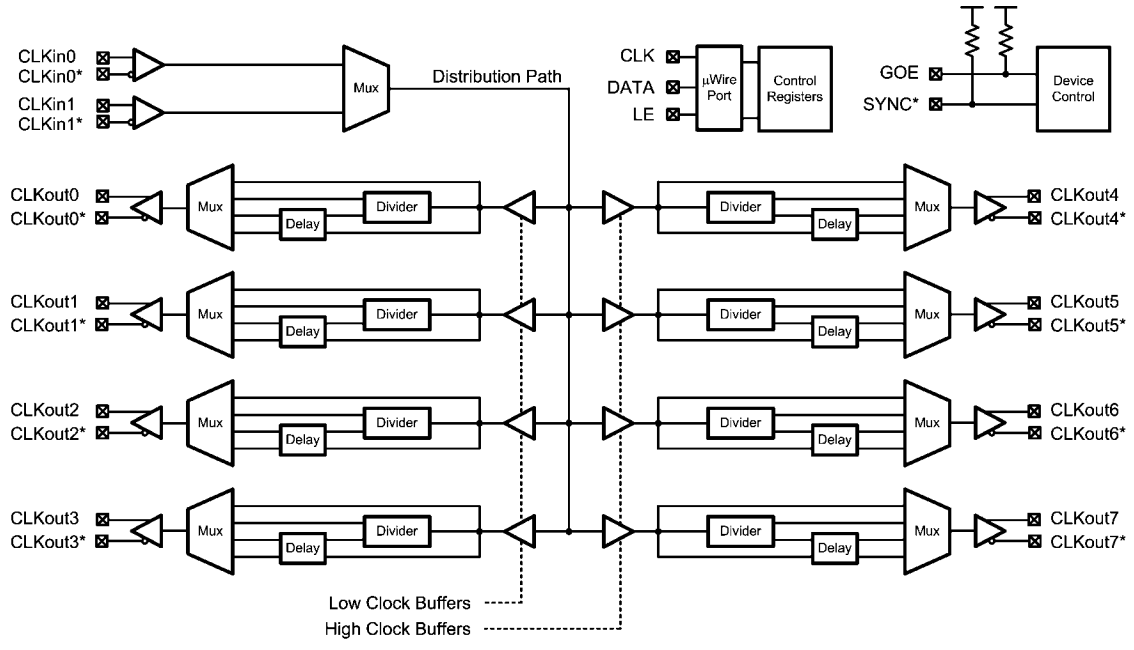 CLKin0
CLKin0*
CLKin1
CLKin1*
Mux
Distribution Path
CLK
DATA
LE
µWire
Port
Control
Registers
GOE
SYNC*
Device
Control
CLKout0
CLKout0*
Mux
Delay
Divider
Divider
Delay
Mux
CLKout4
CLKout4*
CLKout1
CLKout1*
Mux
Delay
Divider
Divider
Delay
Mux
CLKout5
CLKout5*
CLKout2
CLKout2*
Mux
Delay
Divider
Divider
Delay
Mux
CLKout6
CLKout6*
CLKout3
CLKout3*
Mux
Delay
Divider
Divider
Delay
Mux
CLKout7
CLKout7*
Low Clock Buffers
High Clock Buffers